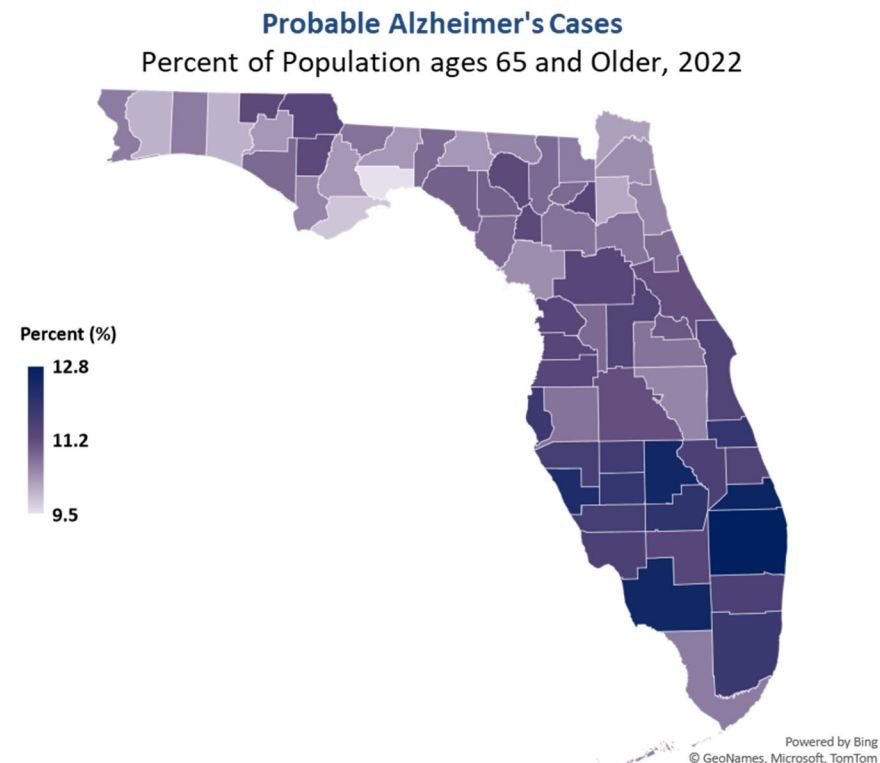 Probable Alzheimer's Cases
Percent of Population ages 65 and Older, 2022
Percent (%)
12.8
11.2
9.5
Powered by Bing
© GeoNames, Microsoft, TomTom